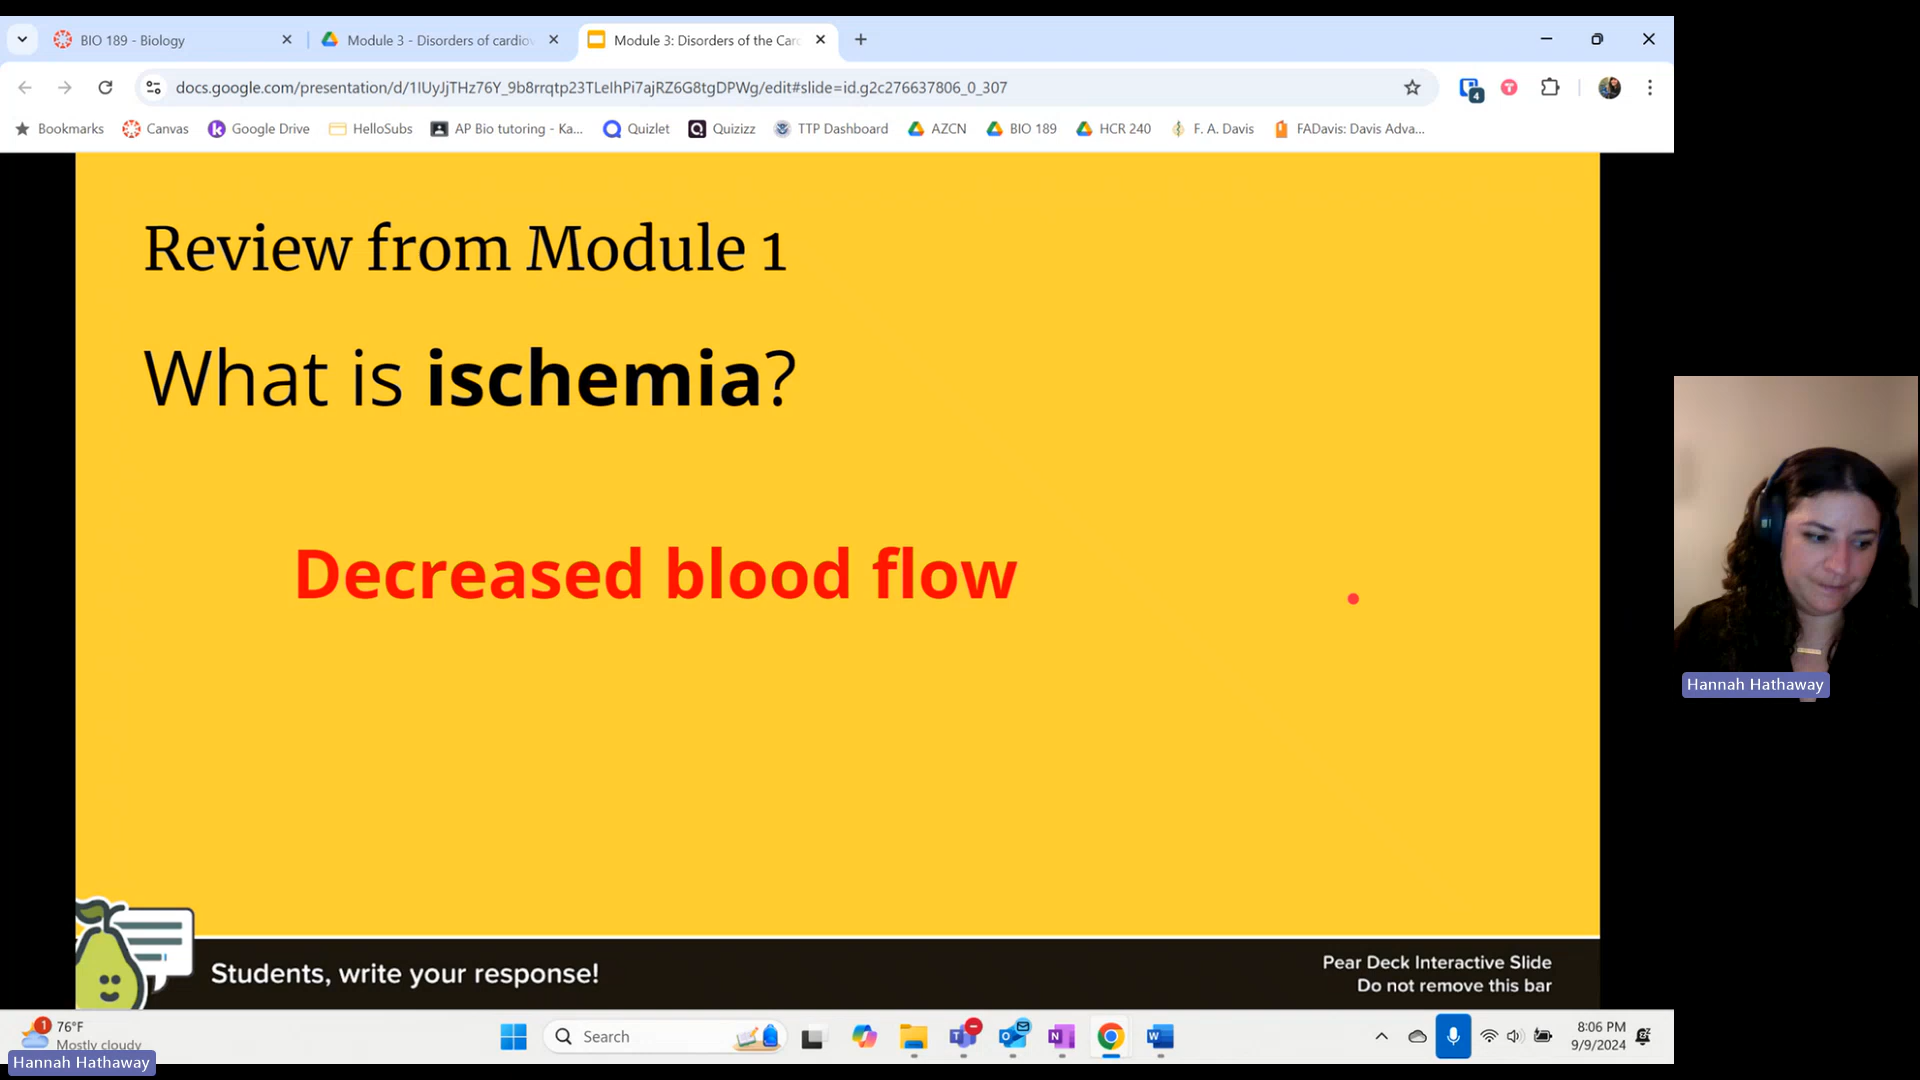 BIO 189 - Biology
Module 3 - Disorders of cardiov
Module 3: Disorders of the Card
docs.google.com/presentation/d/1IUyJjTHz76Y_9b8rrqtp23TLeIhPi7ajRZ6G8tgDPWg/edit#slide=id.g2c276637806_0_307
4
Bookmarks Canvas Google Drive HelloSubs AP Bio tutoring - Ka... Quizlet Quizizz TTP Dashboard AZCN BIO 189 HCR 240 F. A. Davis FADavis: Davis Adva...
Review from Module 1
What is ischemia?
Decreased blood flow
Hannah Hathaway
Students, write your response!
Pear Deck Interactive Slide
Do not remove this bar
1
76°F
Mostly cloudy
Search
8:06 PM
9/9/2024
Hannah Hathaway